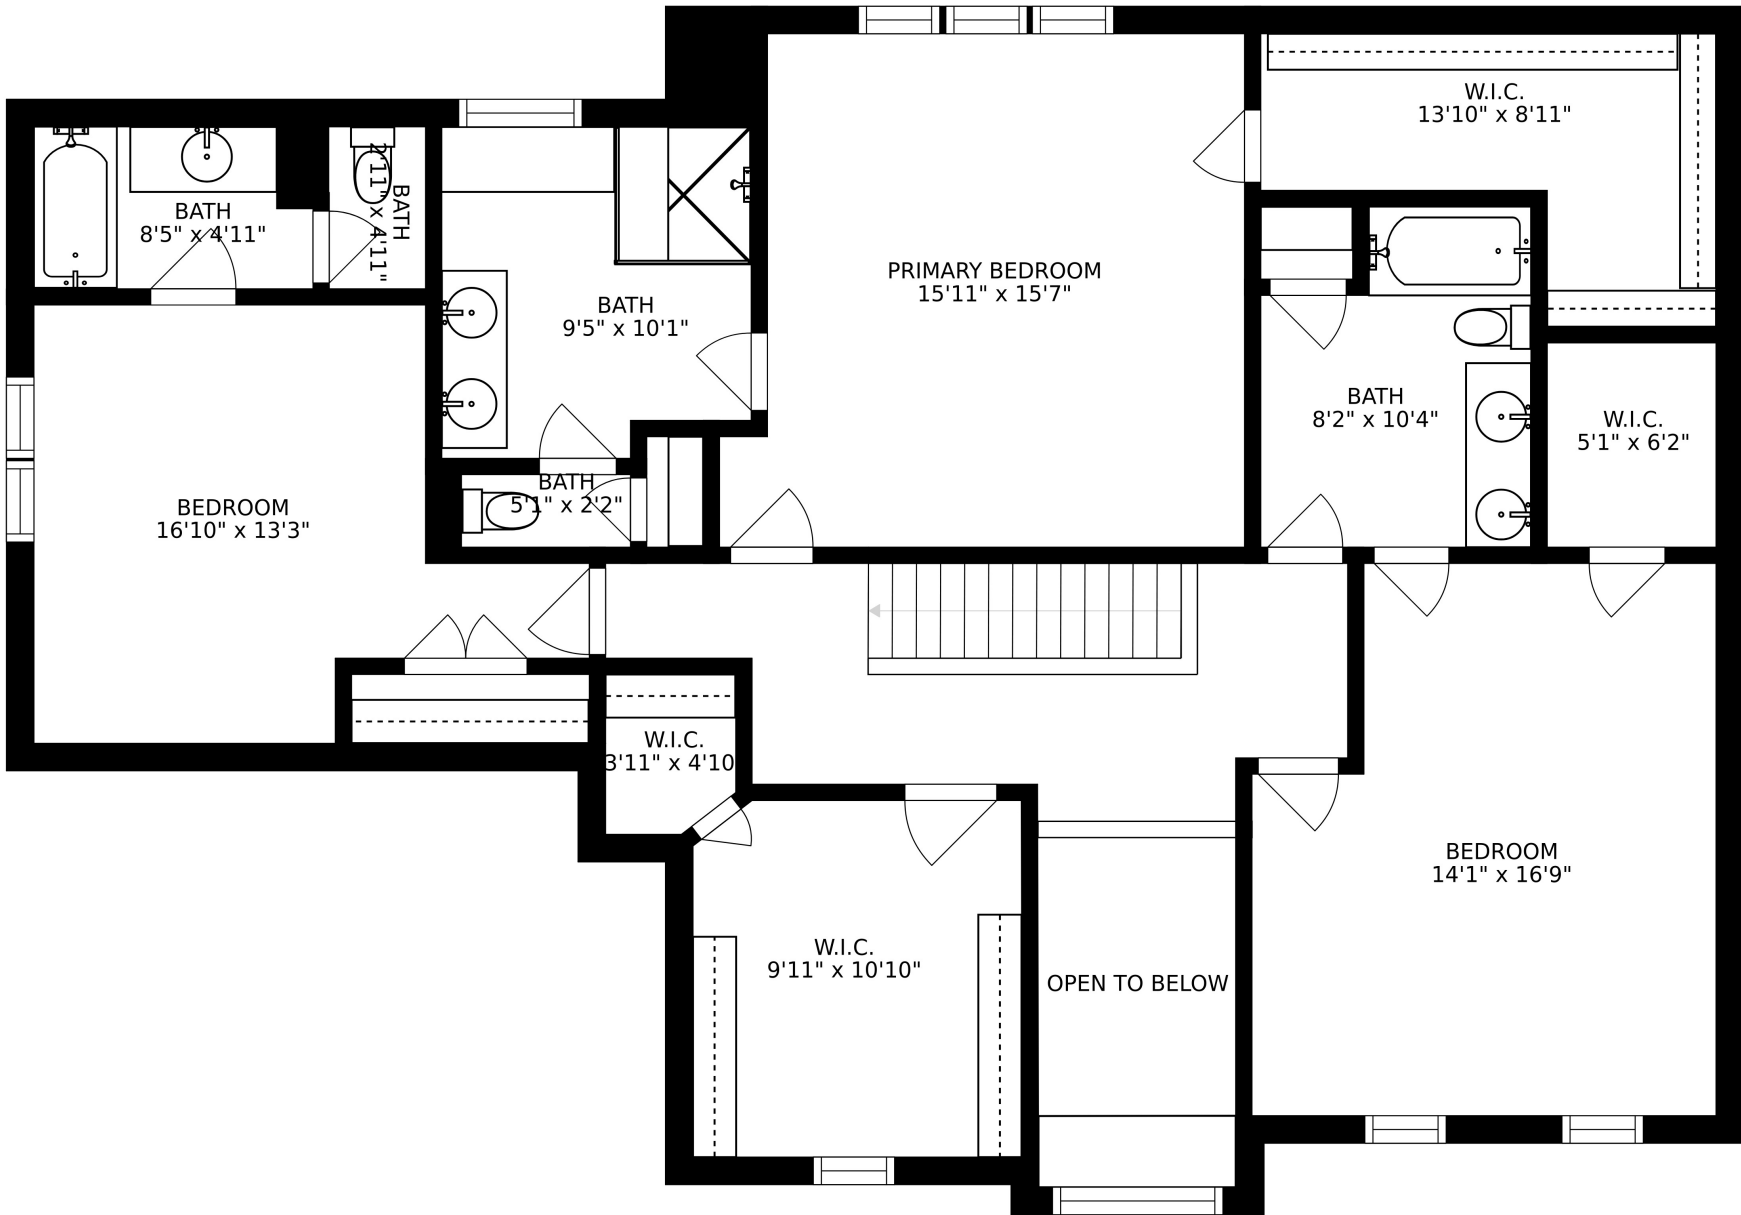 W.I.C.
13'10" x 8'11"
BATH
8'5" x 4'11"
BATH
2'11" x 4'11"
PRIMARY BEDROOM
15'11" x 15'7"
BATH
9'5" x 10'1"
BATH
8'2" x 10'4"
W.I.C.
5'1" x 6'2"
BATH
5'1" x 2'2"
BEDROOM
16'10" x 13'3"
W.I.C.
3'11" x 4'10
BEDROOM
14'1" x 16'9"
W.I.C.
9'11" x 10'10"
OPEN TO BELOW